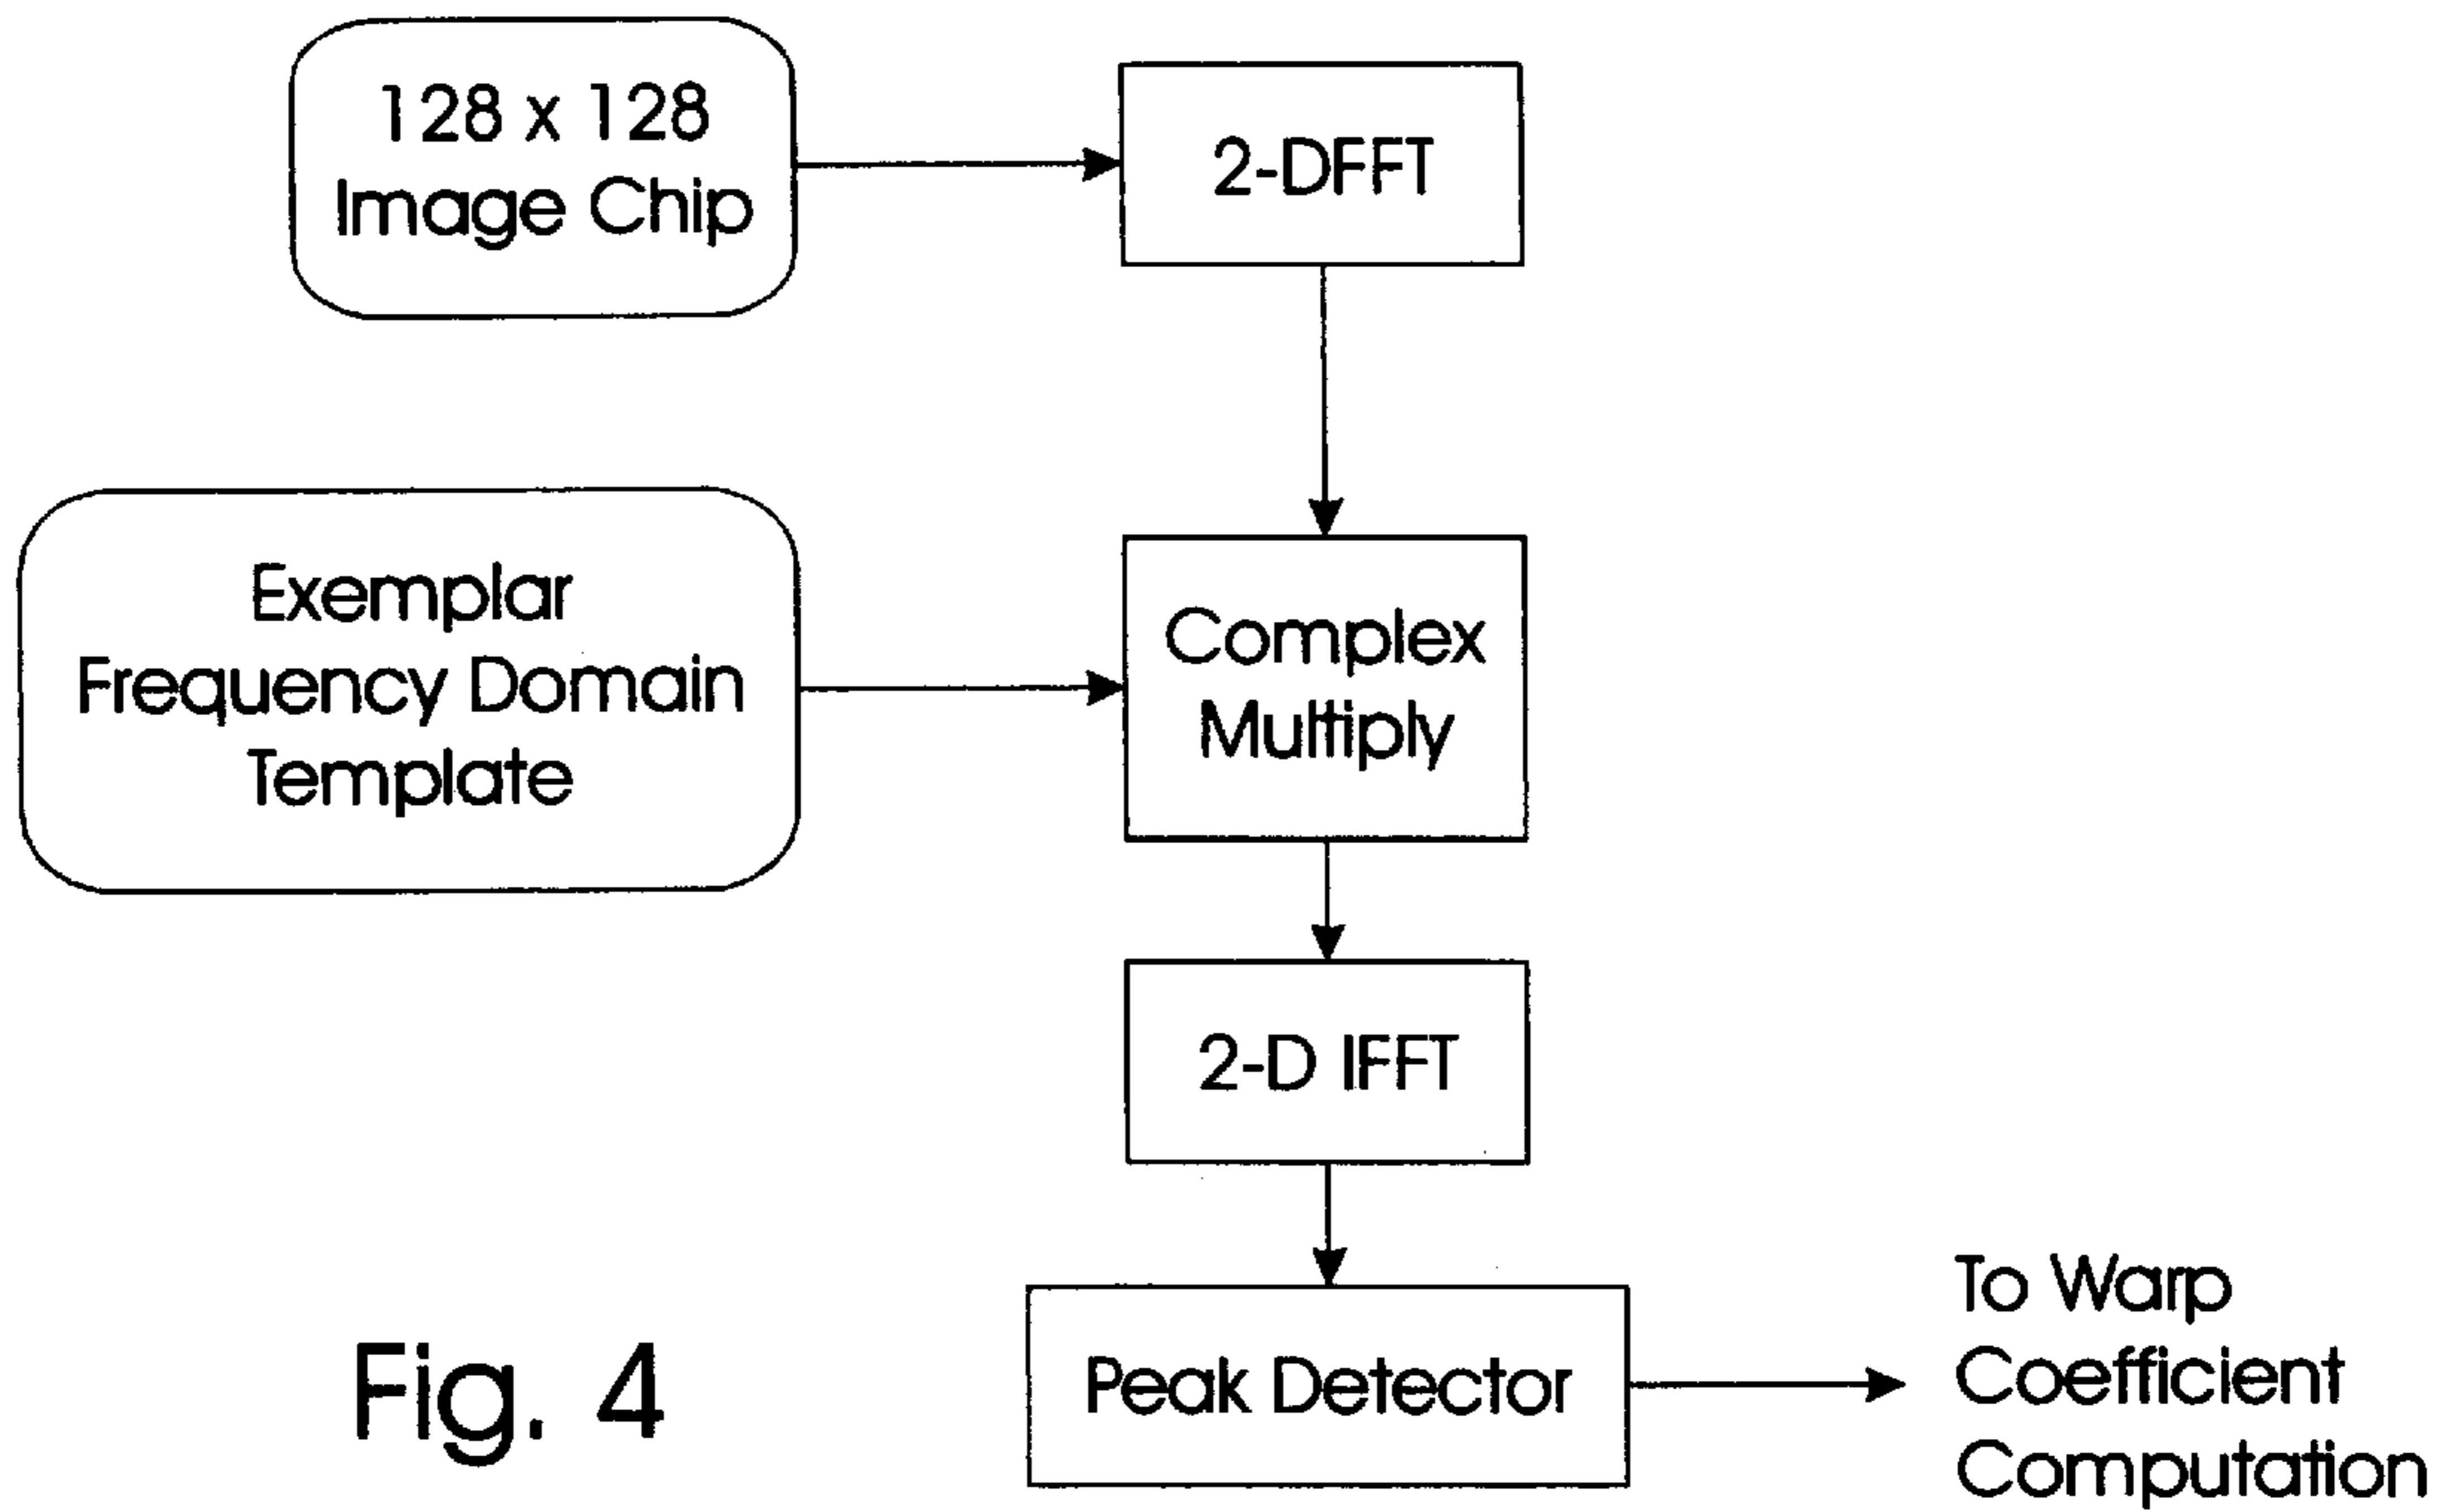 128 x 128
Image Chip
2-DFFT
Exemplar
Frequency Domain
Template
Complex
Multiply
2-D IFFT
Peak Detector
To Warp
Coefficient
Computation
Fig. 4